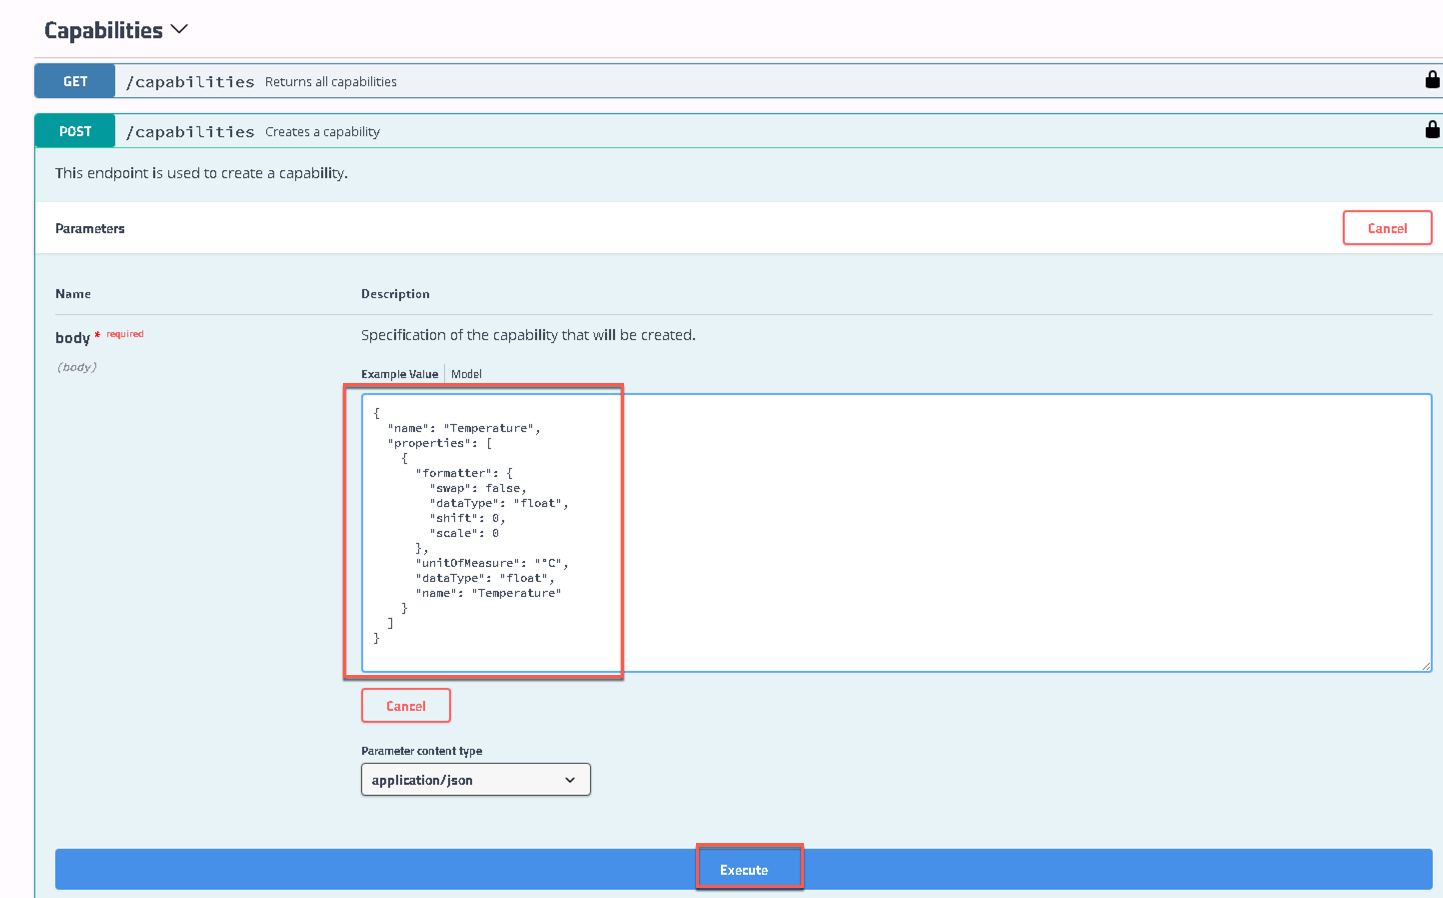 Capabilities
GET /capabilities Returns all capabilities
POST /capabilities Creates a capability
This endpoint is used to create a capability.
Parameters
Cancel
Name Description
body * required
(body)
Specification of the capability that will be created.
Example Value Model
{
  "name": "Temperature",
  "properties": [
    {
      "formatter": {
        "swap": false,
        "dataType": "float",
        "shift": 0,
        "scale": 0
      },
      "unitOfMeasure": "°C",
      "dataType": "float",
      "name": "Temperature"
    }
  ]
}
Cancel
Parameter content type
application/json
Execute